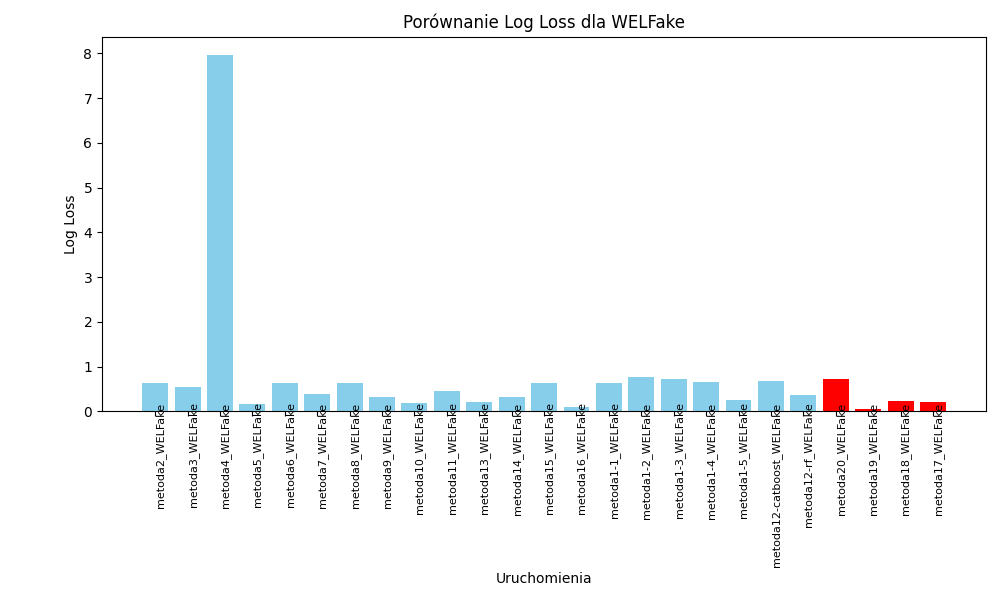 Porównanie Log Loss dla WELFake
Log Loss
8
7
6
5
4
3
2
1
0
metoda2_WELFake
metoda3_WELFake
metoda4_WELFake
metoda5_WELFake
metoda6_WELFake
metoda7_WELFake
metoda8_WELFake
metoda9_WELFake
metoda10_WELFake
metoda11_WELFake
metoda13_WELFake
metoda14_WELFake
metoda15_WELFake
metoda16_WELFake
metoda1-1_WELFake
metoda1-2_WELFake
metoda1-3_WELFake
metoda1-4_WELFake
metoda1-5_WELFake
metoda12-catboost_WELFake
metoda12-rf_WELFake
metoda20_WELFake
metoda19_WELFake
metoda18_WELFake
metoda17_WELFake
Uruchomienia